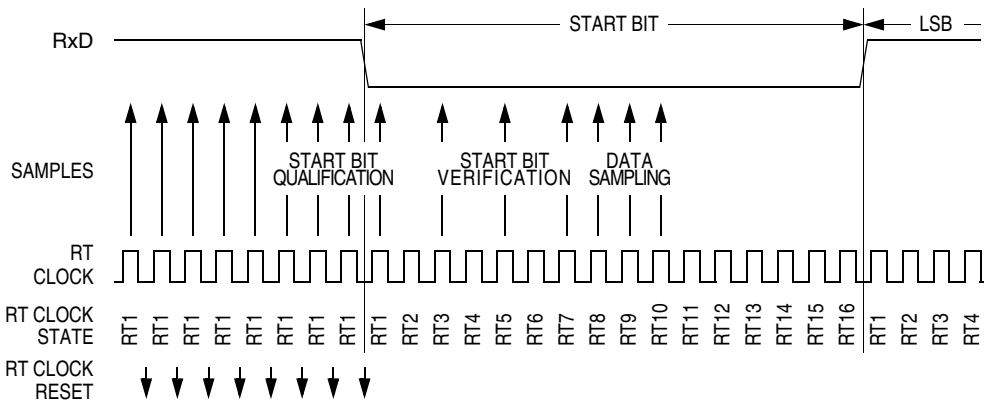 START BIT
LSB
RxD
SAMPLES
START BIT
QUALIFICATION
START BIT
VERIFICATION
DATA
SAMPLING
RT
CLOCK
RT CLOCK
STATE
RT1 RT1 RT1 RT1 RT1 RT1 RT1 RT1 RT1 RT2 RT3 RT4 RT5 RT6 RT7 RT8 RT9 RT10 RT11 RT12 RT13 RT14 RT15 RT16 RT1 RT2 RT3 RT4
RT CLOCK
RESET